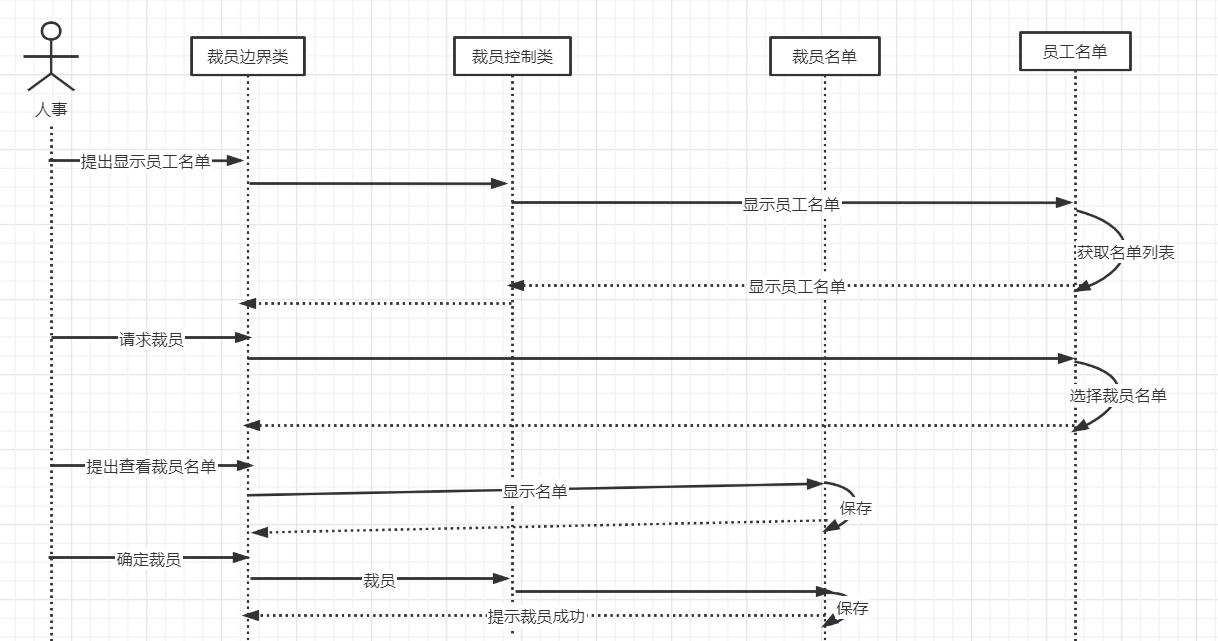 裁员边界类
裁员控制类
裁员名单
员工名单
人事
提出显示员工名单
显示员工名单
获取名单列表
显示员工名单
请求裁员
选择裁员名单
提出查看裁员名单
显示名单
保存
确定裁员
裁员
保存
提示裁员成功